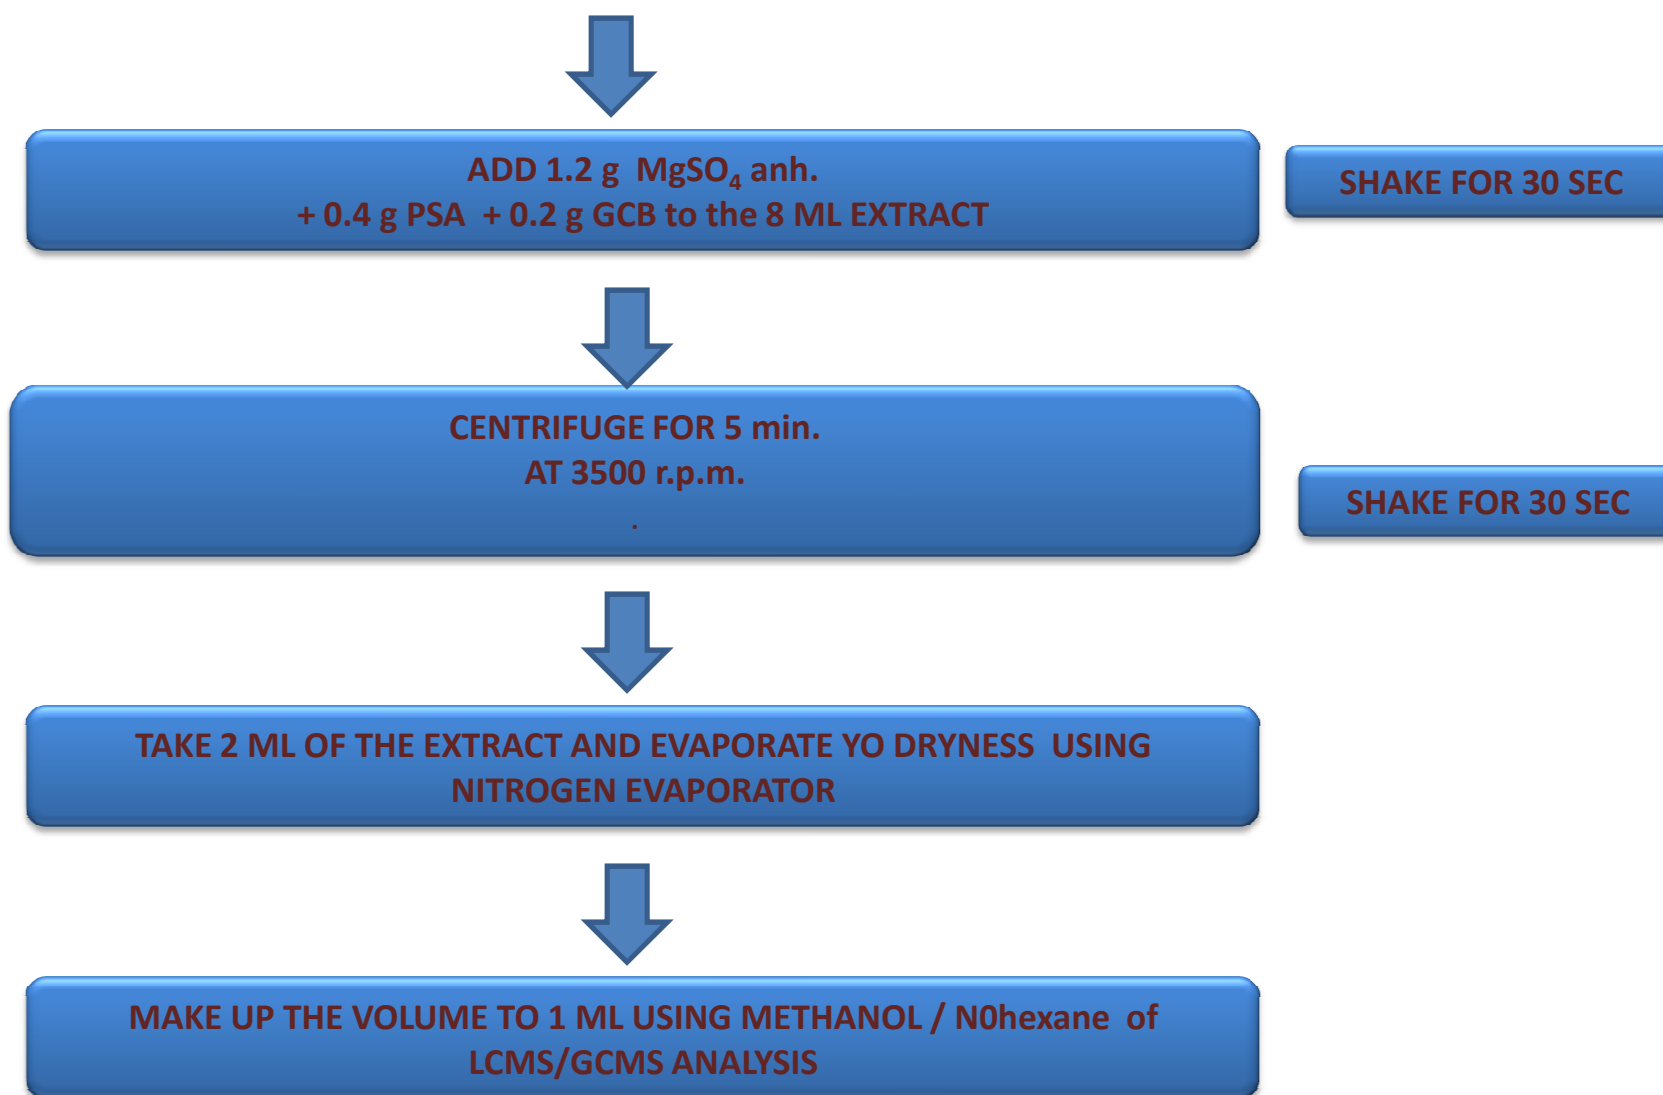 ADD 1.2 g MgSO₄ anh.
+ 0.4 g PSA + 0.2 g GCB to the 8 ML EXTRACT
SHAKE FOR 30 SEC
CENTRIFUGE FOR 5 min.
AT 3500 r.p.m.
.
SHAKE FOR 30 SEC
TAKE 2 ML OF THE EXTRACT AND EVAPORATE YO DRYNESS USING
NITROGEN EVAPORATOR
MAKE UP THE VOLUME TO 1 ML USING METHANOL / N0hexane of
LCMS/GCMS ANALYSIS